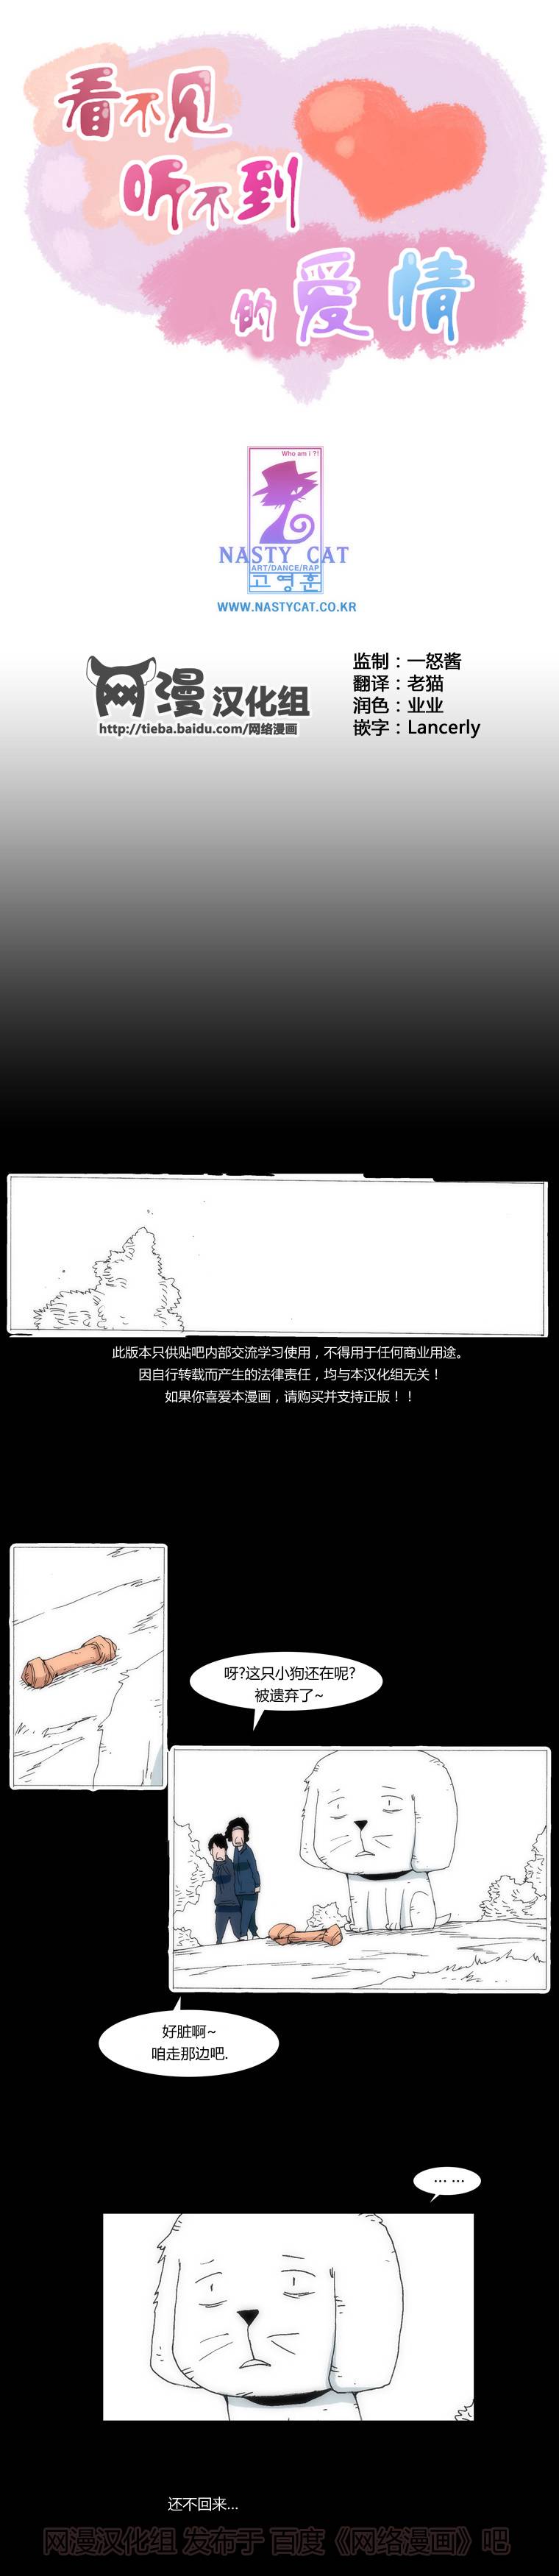 看不见
听不到
的爱情
Who am i ?!
NASTY CAT
ART/DANCE/RAP
고영훈
WWW.NASTYCAT.CO.KR
网漫汉化组
http://tieba.baidu.com/网络漫画
监制：一怒酱
翻译：老猫
润色：业业
嵌字：Lancerly
此版本只供贴吧内部交流学习使用，不得用于任何商业用途。
因自行转载而产生的法律责任，均与本汉化组无关！
如果你喜爱本漫画，请购买并支持正版！！
呀?这只小狗还在呢?
被遗弃了~
好脏啊~
咱走那边吧.
... ...
还不回来...
网漫汉化组 发布于 百度《网络漫画》吧